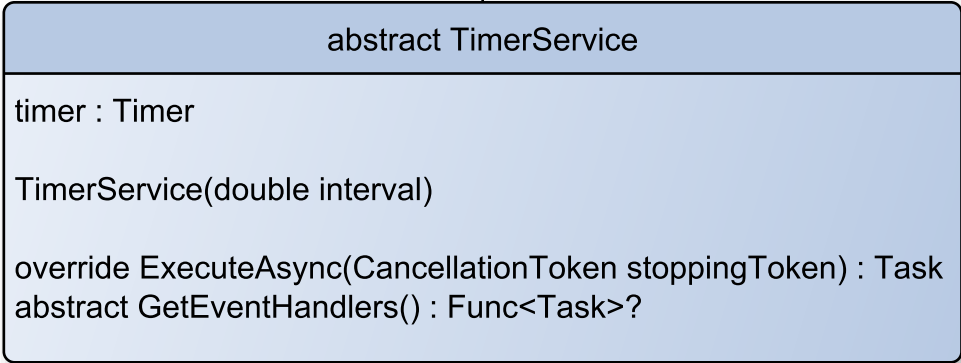 abstract TimerService
timer : Timer
TimerService(double interval)
override ExecuteAsync(CancellationToken stoppingToken) : Task
abstract GetEventHandlers() : Func<Task>?